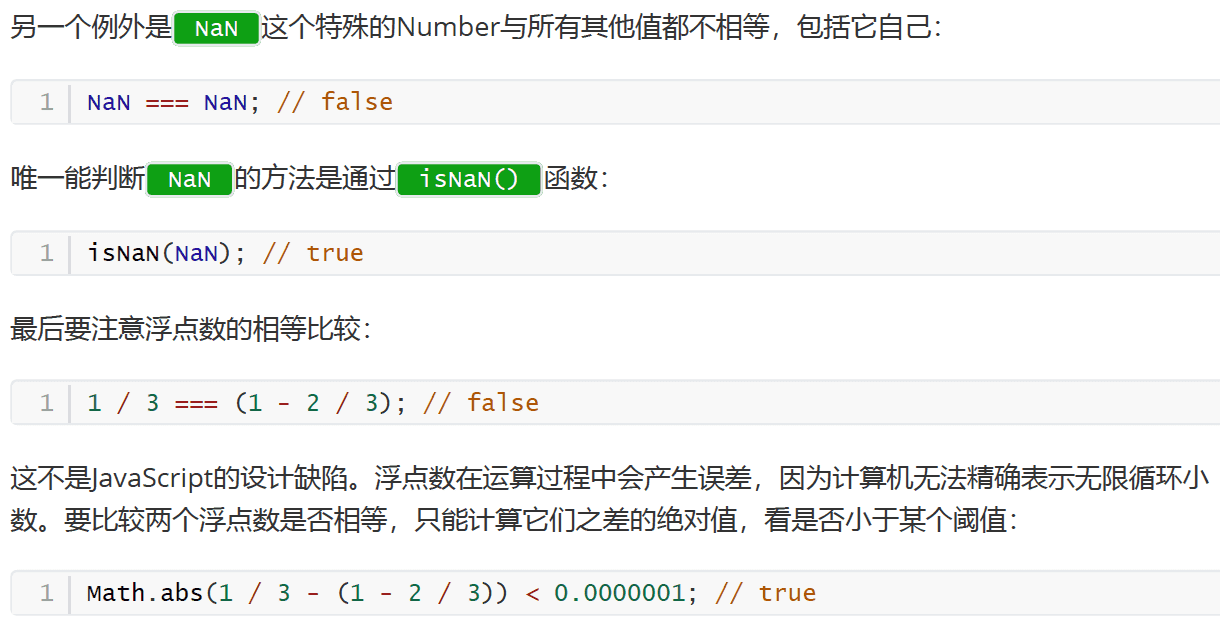 另一个例外是 NaN 这个特殊的Number与所有其他值都不相等，包括它自己：
1 NaN === NaN; // false
唯一能判断 NaN 的方法是通过 isNaN() 函数：
1 isNaN(NaN); // true
最后要注意浮点数的相等比较：
1 1 / 3 === (1 - 2 / 3); // false
这不是JavaScript的设计缺陷。浮点数在运算过程中会产生误差，因为计算机无法精确表示无限循环小
数。要比较两个浮点数是否相等，只能计算它们之差的绝对值，看是否小于某个阈值：
1 Math.abs(1 / 3 - (1 - 2 / 3)) < 0.0000001; // true